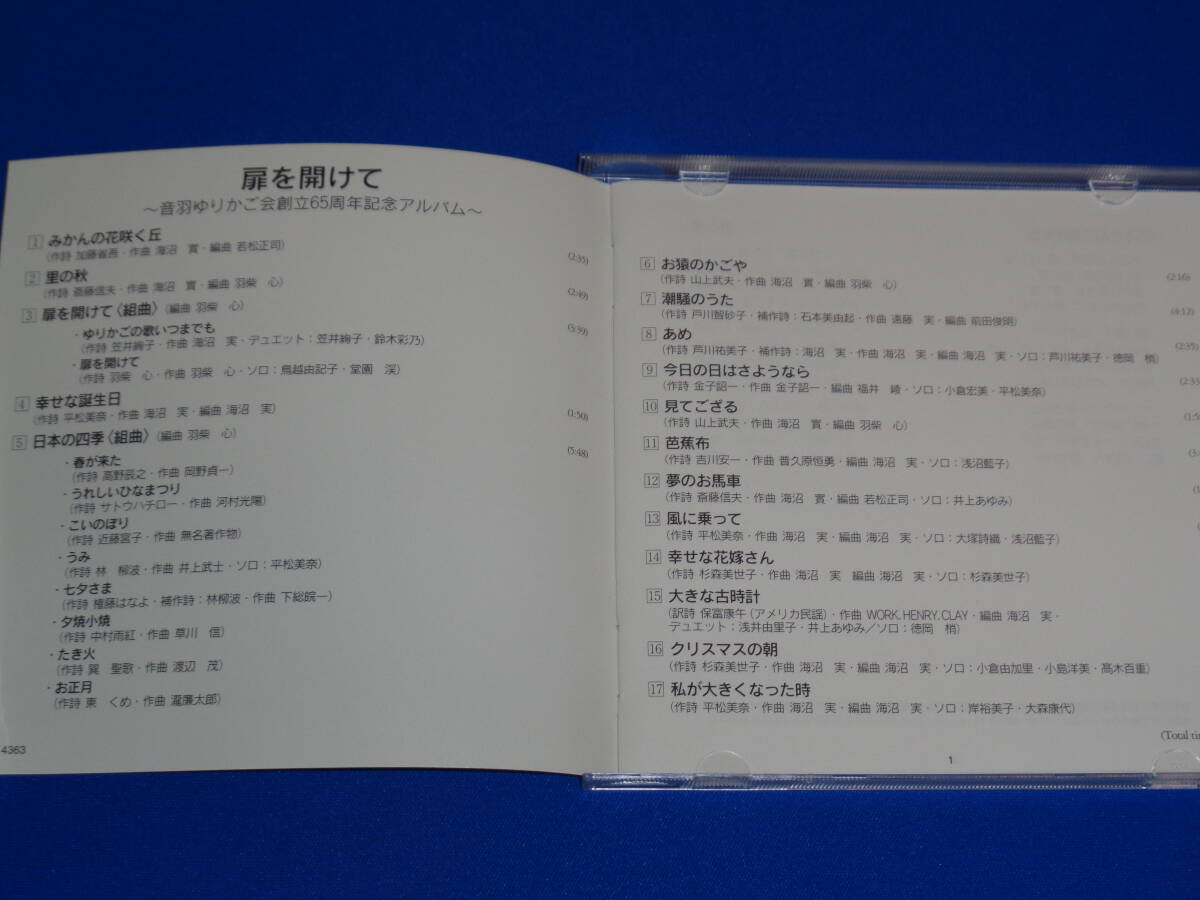 扉を開けて
～音羽ゆりかご会創立65周年記念アルバム～
1 みかんの花咲く丘
(作詩 加藤省吾・作曲 海沼　實・編曲 若松正司)
(2:35)
2 里の秋
(作詩 斎藤信夫・作曲 海沼　實・編曲 羽柴　心)
(2:49)
3 扉を開けて〈組曲〉(編曲 羽柴　心)
(3:39)
・ゆりかごの歌いつまでも
(作詩 笠井絢子・作曲 海沼　実・デュエット：笠井絢子・鈴木彩乃)
・扉を開けて
(作詩 羽柴　心・作曲 羽柴　心・ソロ：鳥越由記子・堂園　渓)
4 幸せな誕生日
(作詩 平松美奈・作曲 海沼　実・編曲 海沼　実)
(1:50)
5 日本の四季〈組曲〉(編曲 羽柴　心)
(5:48)
・春が来た
(作詩 高野辰之・作曲 岡野貞一)
・うれしいひなまつり
(作詩 サトウハチロー・作曲 河村光陽)
・こいのぼり
(作詩 近藤宮子・作曲 無名著作物)
・うみ
(作詩 林　柳波・作曲 井上武士・ソロ：平松美奈)
・七夕さま
(作詩 権藤はなよ・補作詩：林柳波・作曲 下総皖一)
・夕焼小焼
(作詩 中村雨紅・作曲 草川　信)
・たき火
(作詩 巽　聖歌・作曲 渡辺　茂)
・お正月
(作詩 東　くめ・作曲 瀧廉太郎)
4363
6 お猿のかごや
(作詩 山上武夫・作曲 海沼　實・編曲 羽柴　心)
(2:16)
7 潮騒のうた
(作詩 戸川智砂子・補作詩：石本美由起・作曲 遠藤　実・編曲 前田俊明)
(4:12)
8 あめ
(作詩 芦川祐美子・補作詩：海沼　実・作曲 海沼　実・編曲 海沼　実・ソロ：芦川祐美子・徳岡　梢)
(2:35)
9 今日の日はさようなら
(作詩 金子詔一・作曲 金子詔一・編曲 福井　崚・ソロ：小倉宏美・平松美奈)
(2:33
10 見てござる
(作詩 山上武夫・作曲 海沼　實・編曲 羽柴　心)
11 芭蕉布
(作詩 吉川安一・作曲 普久原恒勇・編曲 海沼　実・ソロ：浅沼藍子)
12 夢のお馬車
(作詩 斎藤信夫・作曲 海沼　實・編曲 若松正司・ソロ：井上あゆみ)
13 風に乗って
(作詩 平松美奈・作曲 海沼　実・編曲 海沼　実・ソロ：大塚詩織・浅沼藍子)
14 幸せな花嫁さん
(作詩 杉森美世子・作曲 海沼　実　編曲 海沼　実・ソロ：杉森美世子)
15 大きな古時計
(訳詩 保富康午(アメリカ民謡)・作曲 WORK,HENRY,CLAY・編曲 海沼　実・
デュエット：浅井由里子・井上あゆみ／ソロ：徳岡　梢)
16 クリスマスの朝
(作詩 杉森美世子・作曲 海沼　実・編曲 海沼　実・ソロ：小倉由加里・小島洋美・髙木百重)
17 私が大きくなった時
(作詩 平松美奈・作曲 海沼　実・編曲 海沼　実・ソロ：岸裕美子・大森康代)
(Total
1